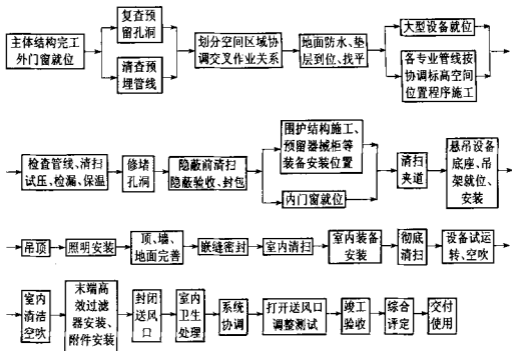 主体结构完工
外门窗就位
复查预
留孔洞
清查预
埋管线
划分空间区域协
调交叉作业关系
地面防水、垫
层到位、找平
大型设备就位
各专业管线按
协调标高空间
位置程序施工
检查管线、清扫
试压、检漏、保温
修堵
孔洞
隐蔽前清扫
隐蔽验收、封包
围护结构施工、
预留器械柜等
装备安装位置
内门窗就位
清扫
夹道
悬吊设备
底座、吊
架就位、
安装
吊顶
照明安装
顶、墙、
地面完善
嵌缝密封
室内清扫
室内装备
安装
彻底
清扫
设备试运
转、空吹
室内
清洁
空吹
末端高
效过滤
器安装、
附件安装
封闭
送风
口
室内
卫生
处理
系统
协调
打开送风口
调整测试
竣工
验收
综合
评定
交付
使用